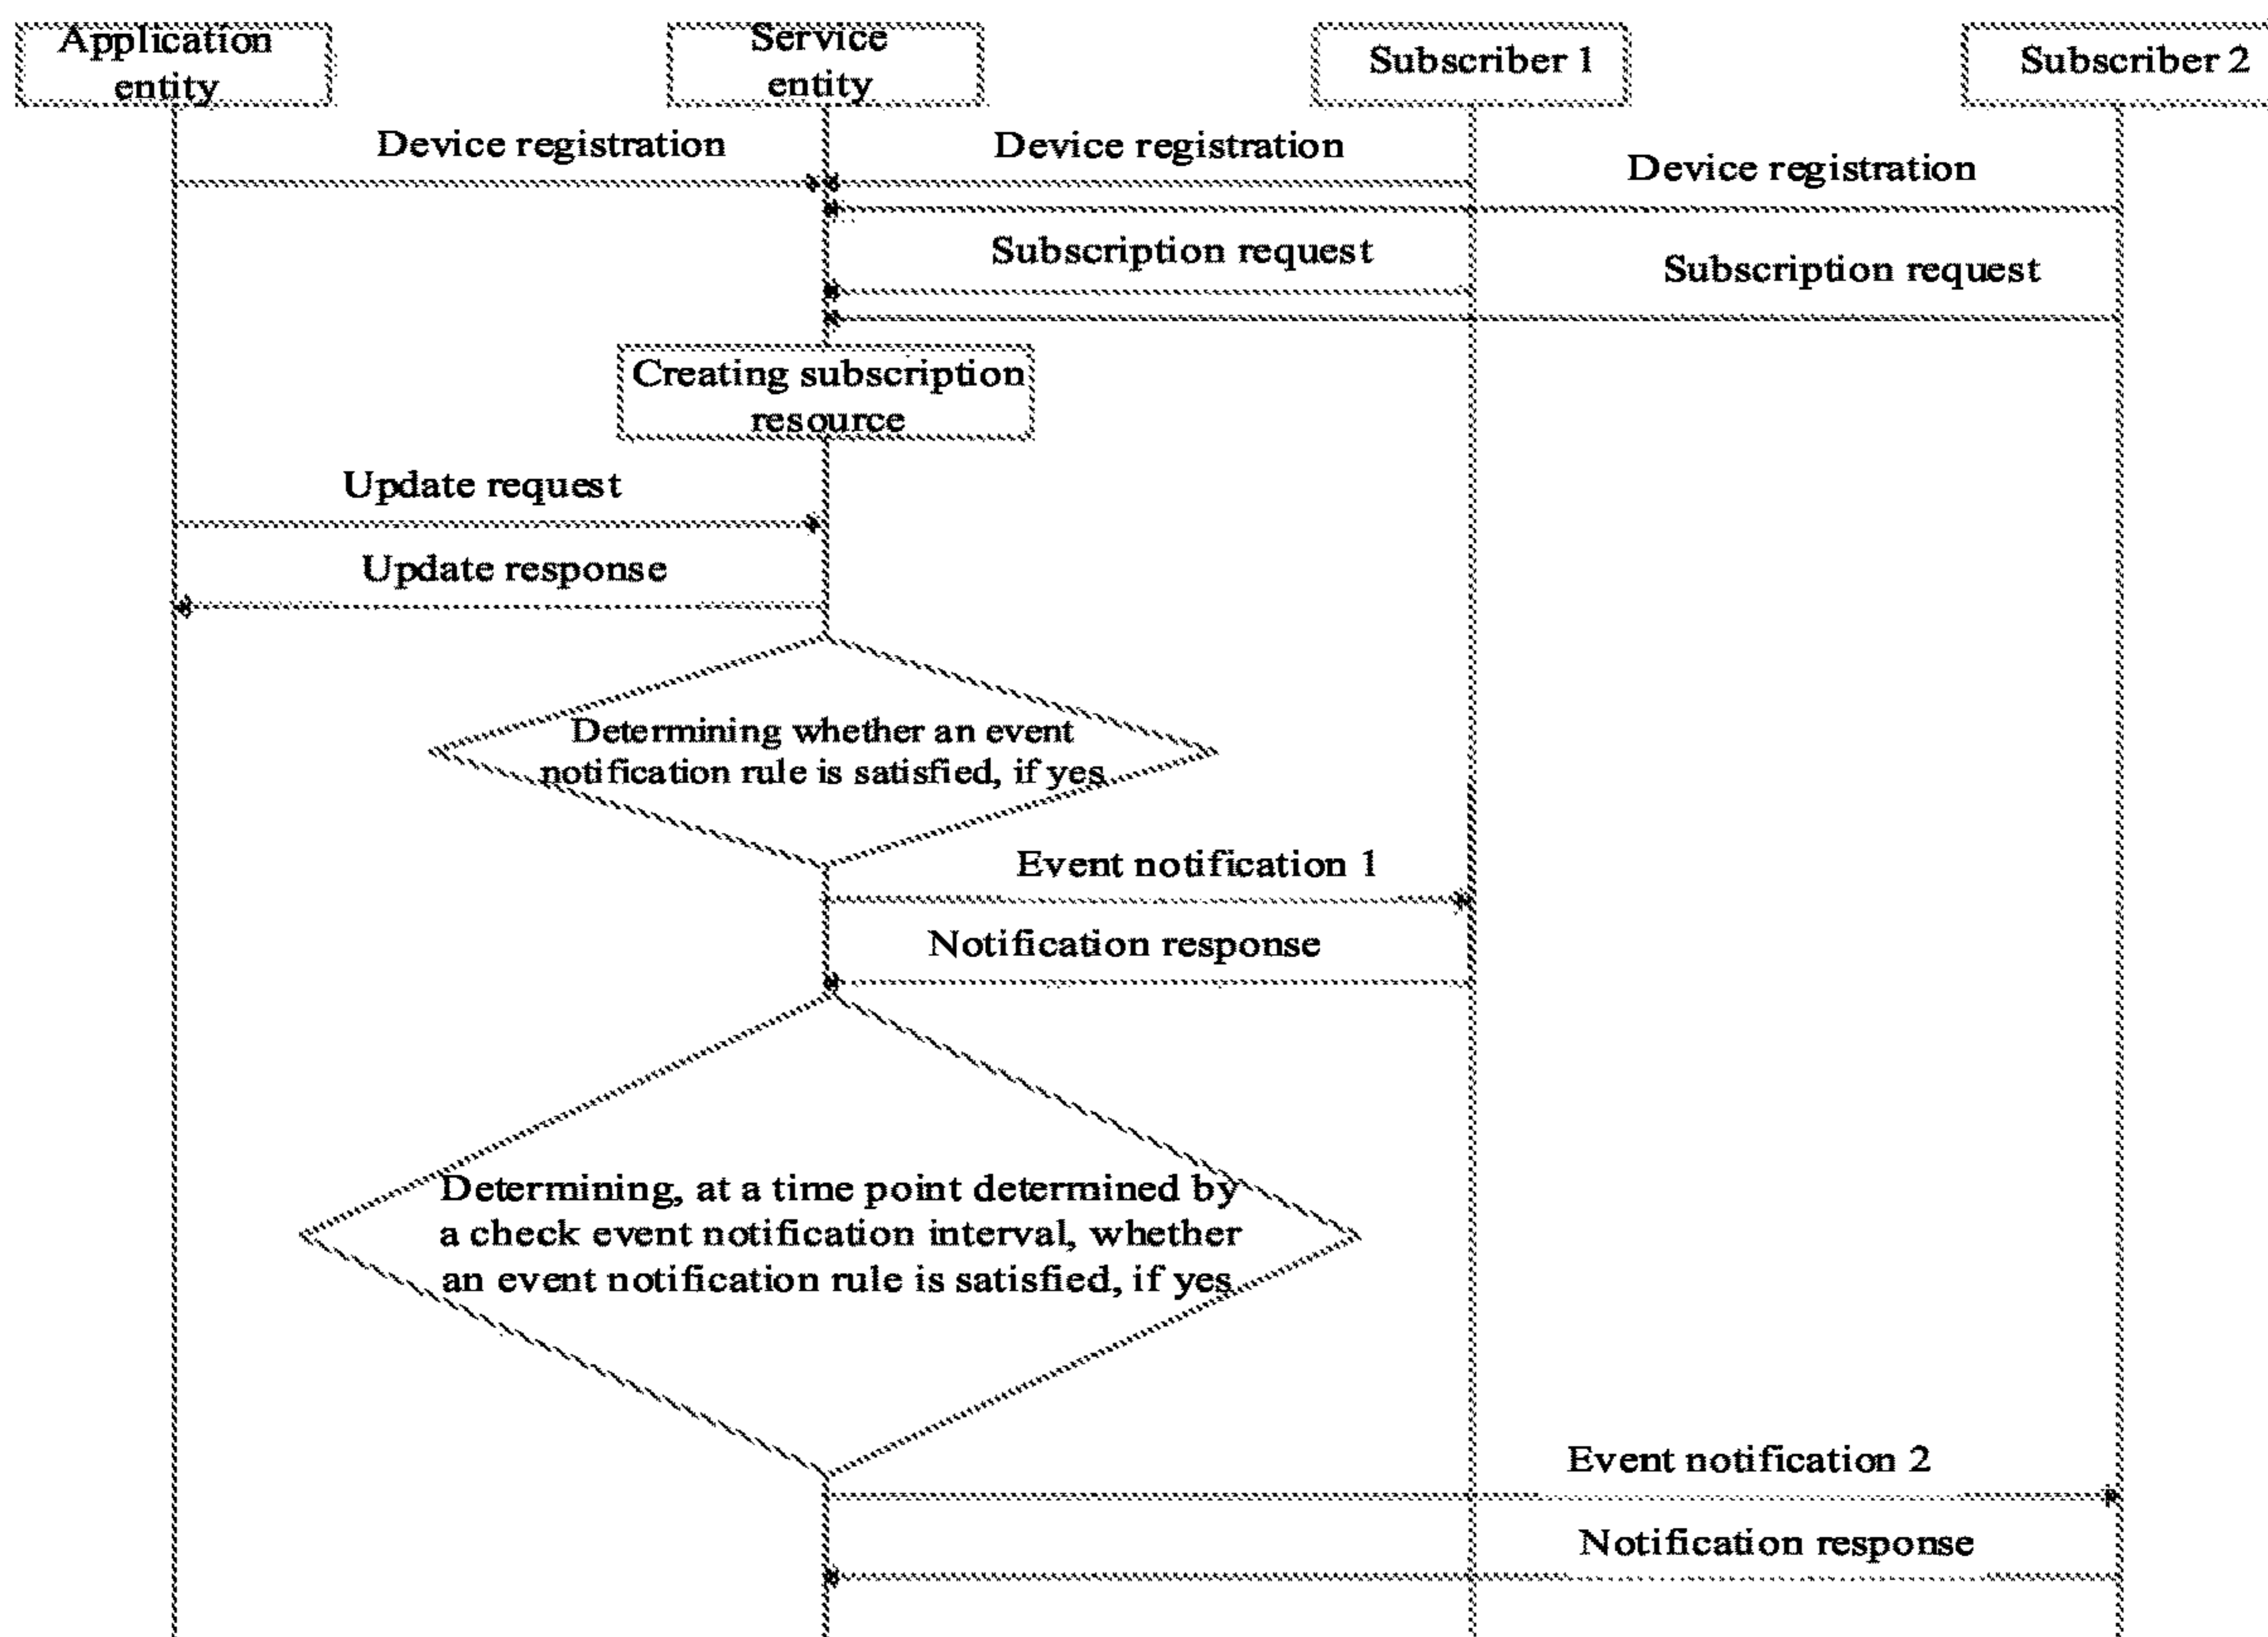 Application
entity
Service
entity
Subscriber 1
Subscriber 2
Device registration
Device registration
Device registration
Subscription request
Subscription request
Creating subscription
resource
Update request
Update response
Determining whether an event
notification rule is satisfied, if yes
Event notification 1
Notification response
Determining, at a time point determined by
a check event notification interval, whether
an event notification rule is satisfied, if yes
Event notification 2
Notification response